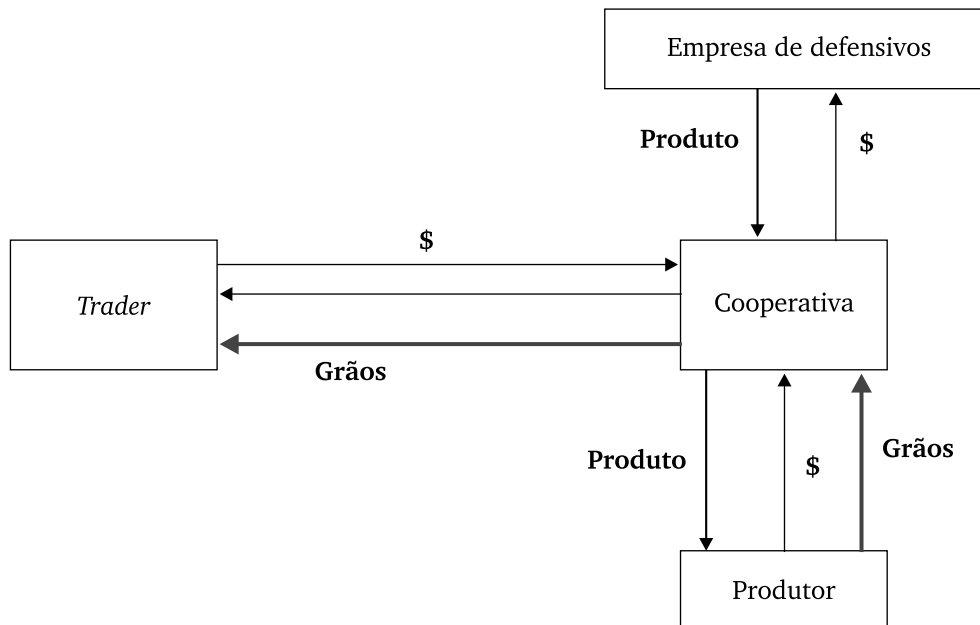 Empresa de defensivos
Produto
$
$
Trader
Cooperativa
Grãos
Produto
$
Grãos
Produtor